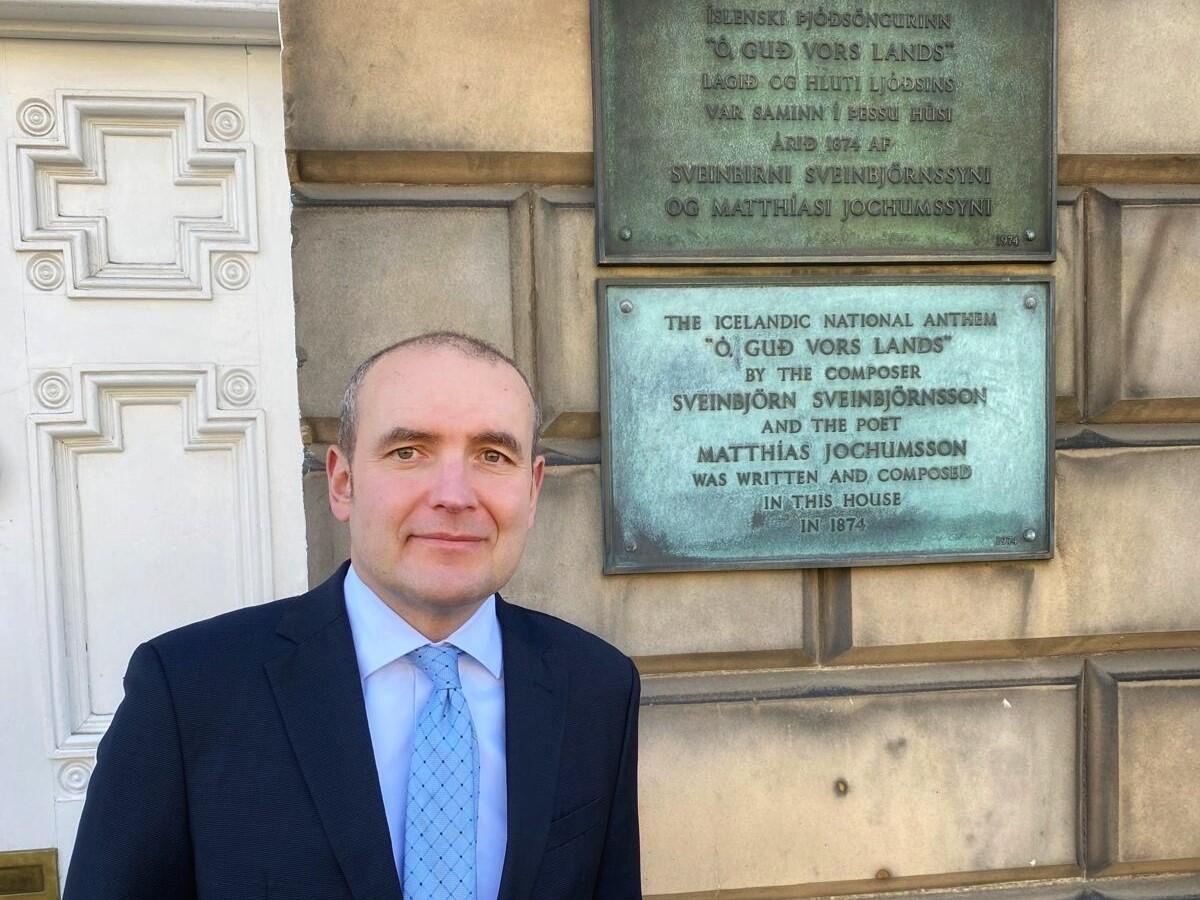 ÍSLENSKI ÞJÓÐSÖNGURINN
"Ó, GUÐ VORS LANDS"
LAGIÐ OG HLUTI LJÓÐSINS
VAR SAMINN Í ÞESSU HÚSI
ÁRIÐ 1874 AF
SVEINBIRNI SVEINBJÖRNSSYNI
OG MATTHÍASI JOCHUMSSYNI
1974
THE ICELANDIC NATIONAL ANTHEM
"Ó, GUÐ VORS LANDS"
BY THE COMPOSER
SVEINBJÖRN SVEINBJÖRNSSON
AND THE POET
MATTHÍAS JOCHUMSSON
WAS WRITTEN AND COMPOSED
IN THIS HOUSE
IN 1874
1974